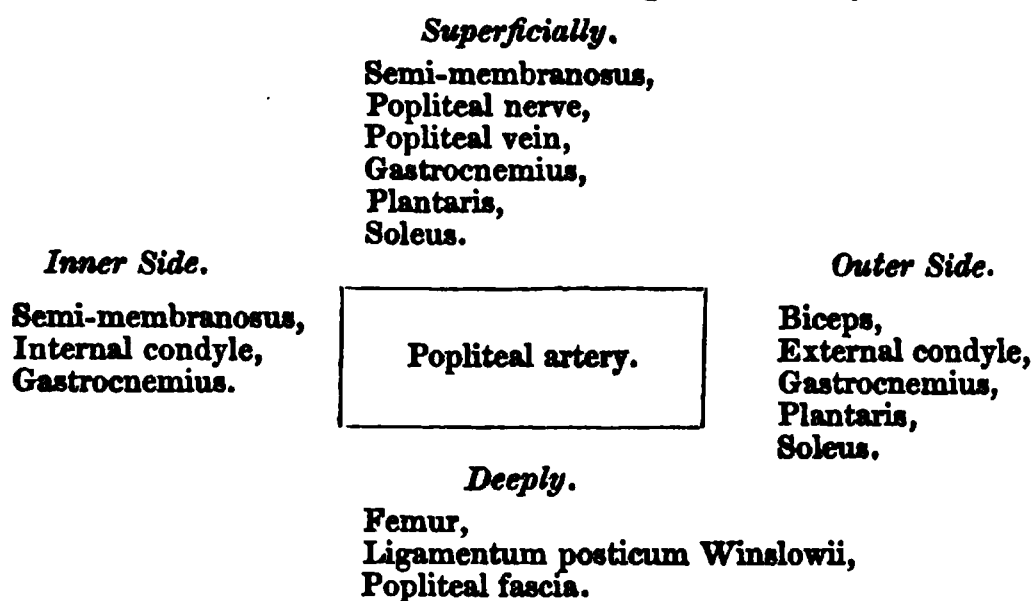 Superficially.
Semi-membranosus,
Popliteal nerve,
Popliteal vein,
Gastrocnemius,
Plantaris,
Soleus.
Inner Side.
Semi-membranosus,
Internal condyle,
Gastrocnemius.
Popliteal artery.
Outer Side.
Biceps,
External condyle,
Gastrocnemius,
Plantaris,
Soleus.
Deeply.
Femur,
Ligamentum posticum Winslowii,
Popliteal fascia.